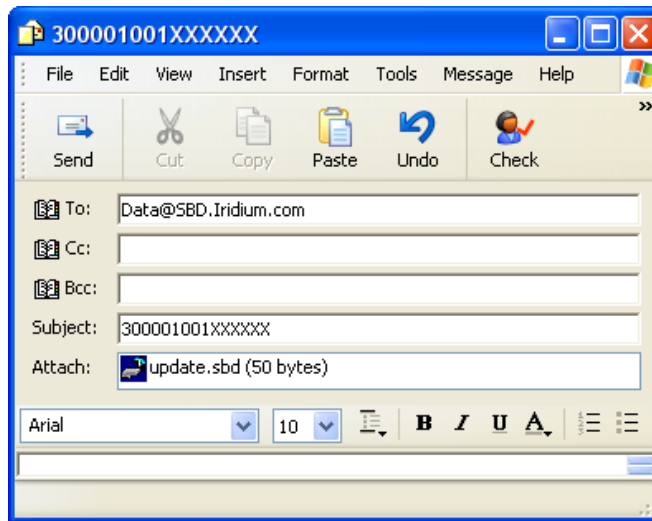 300001001XXXXXX
File Edit View Insert Format Tools Message Help
Send Cut Copy Paste Undo Check
To: Data@SBD.Iridium.com
Cc:
Bcc:
Subject: 300001001XXXXXX
Attach: update.sbd (50 bytes)
Arial 10 B I U A